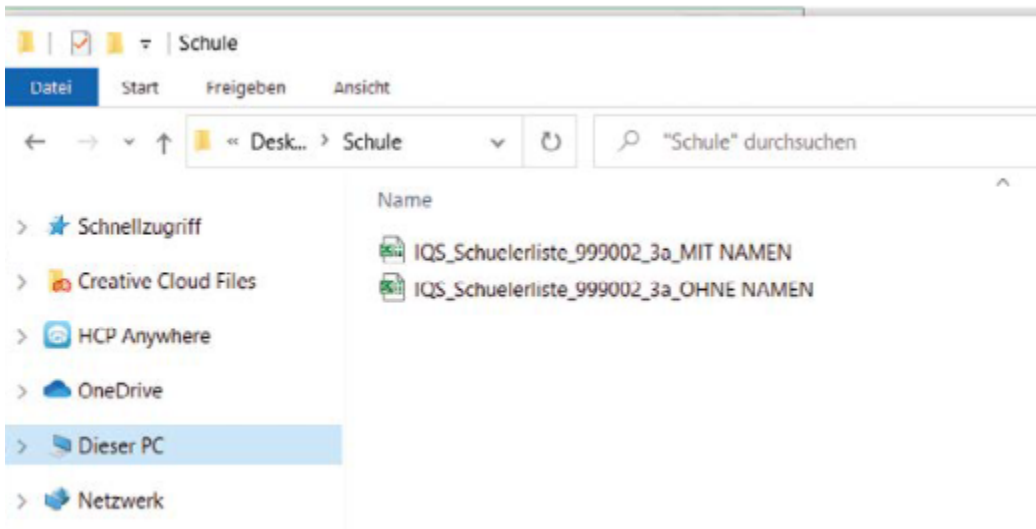 Schule
Datei Start Freigeben Ansicht
« Desk... > Schule "Schule" durchsuchen
Name
Schnellzugriff
IQS_Schuelerliste_999002_3a_MIT NAMEN
Creative Cloud Files
IQS_Schuelerliste_999002_3a_OHNE NAMEN
HCP Anywhere
OneDrive
Dieser PC
Netzwerk